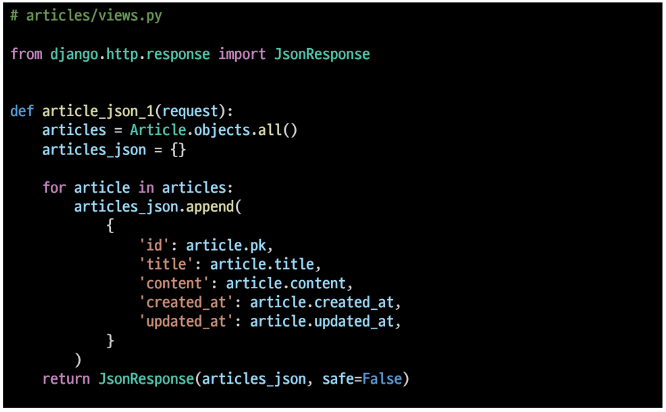 # articles/views.py
from django.http.response import JsonResponse
def article_json_1(request):
    articles = Article.objects.all()
    articles_json = {}
    for article in articles:
        articles_json.append(
            {
                'id': article.pk,
                'title': article.title,
                'content': article.content,
                'created_at': article.created_at,
                'updated_at': article.updated_at,
            }
        )
    return JsonResponse(articles_json, safe=False)